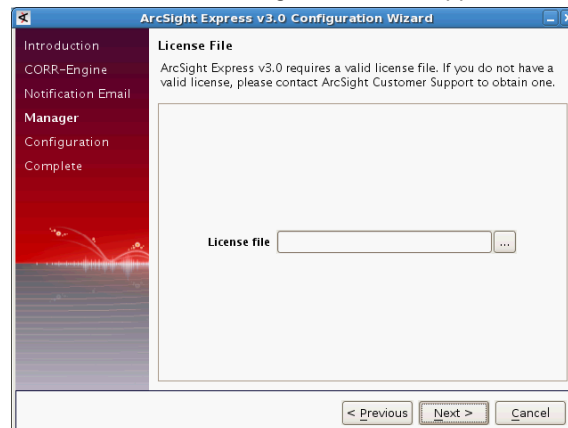 ArcSight Express v3.0 Configuration Wizard
Introduction
CORR-Engine
Notification Email
Manager
Configuration
Complete
License File
ArcSight Express v3.0 requires a valid license file. If you do not have a
valid license, please contact ArcSight Customer Support to obtain one.
License file
...
< Previous
Next >
Cancel